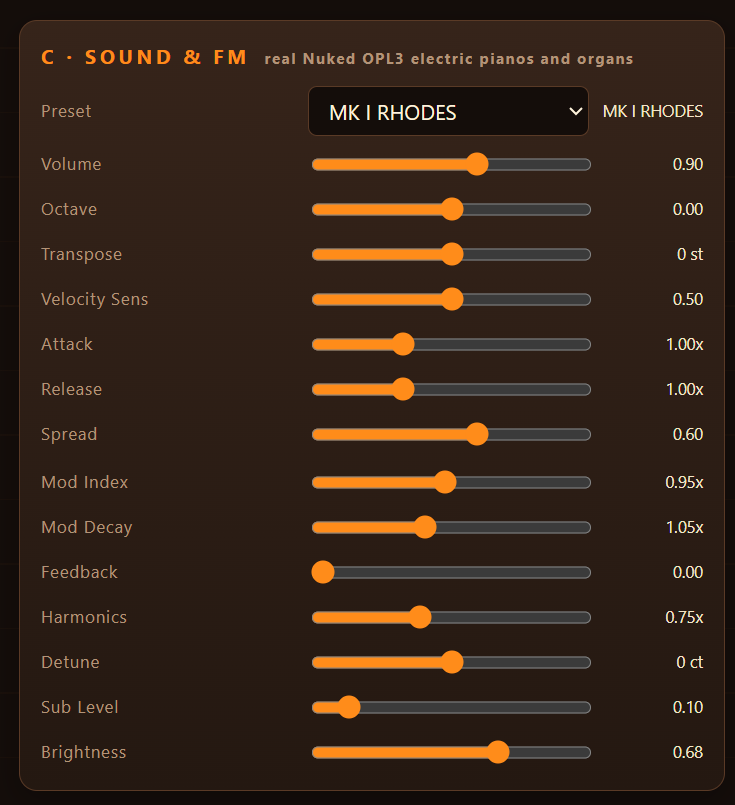 C · SOUND & FM real Nuked OPL3 electric pianos and organs
Preset MK I RHODES MK I RHODES
Volume 0.90
Octave 0.00
Transpose 0 st
Velocity Sens 0.50
Attack 1.00x
Release 1.00x
Spread 0.60
Mod Index 0.95x
Mod Decay 1.05x
Feedback 0.00
Harmonics 0.75x
Detune 0 ct
Sub Level 0.10
Brightness 0.68